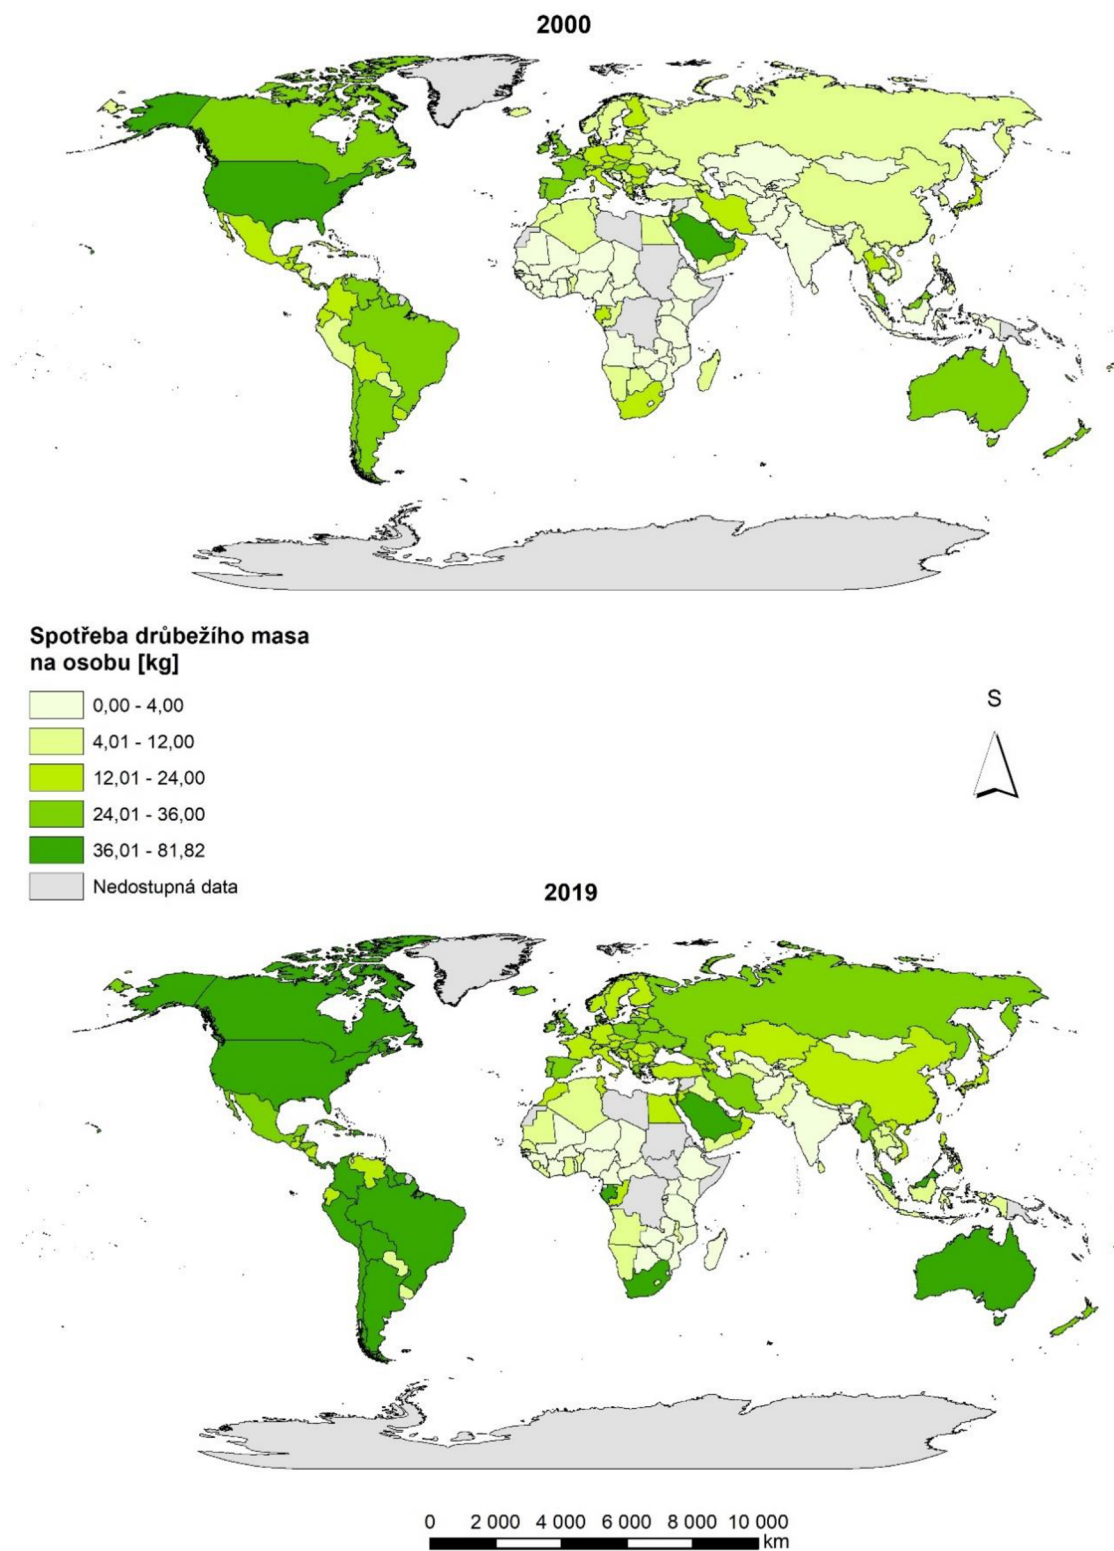 2000
Spotřeba drůbežího masa
na osobu [kg]
0,00 - 4,00
4,01 - 12,00
12,01 - 24,00
24,01 - 36,00
36,01 - 81,82
Nedostupná data
S
2019
0 2 000 4 000 6 000 8 000 10 000
km